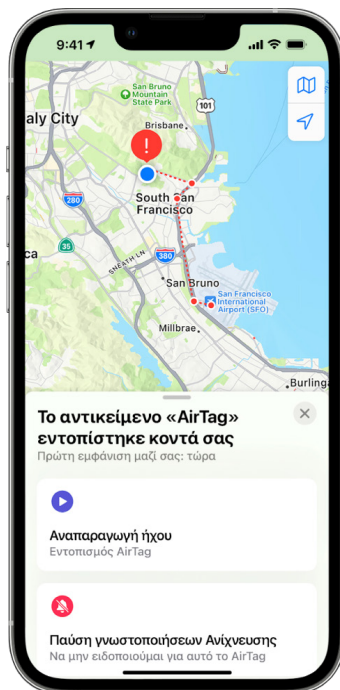 9:41
San Bruno
Mountain
State Park
101
aly City
Brisbane
280
South San
Francisco
ca
35
SNEATH LN
380
San Bruno
San Francisco
International
Airport (SFO)
Millbrae
Burling
Το αντικείμενο «AirTag»
εντοπίστηκε κοντά σας
Πρώτη εμφάνιση μαζί σας: τώρα
Αναπαραγωγή ήχου
Εντοπισμός AirTag
Παύση γνωστοποιήσεων Ανίχνευσης
Να μην ειδοποιούμαι για αυτό το AirTag